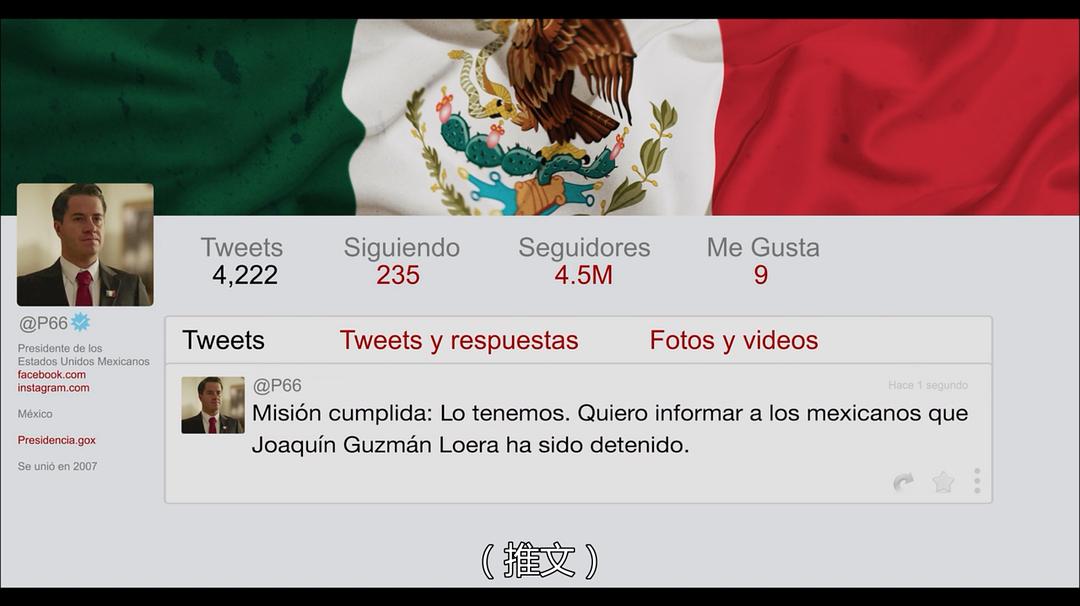 Tweets Siguiendo Seguidores Me Gusta
4,222 235 4.5M 9
@P66
Presidente de los
Estados Unidos Mexicanos
facebook.com
instagram.com
México
Presidencia.gox
Se unió en 2007
Tweets Tweets y respuestas Fotos y videos
@P66 Hace 1 segundo
Misión cumplida: Lo tenemos. Quiero informar a los mexicanos que
Joaquín Guzmán Loera ha sido detenido.
（推文）